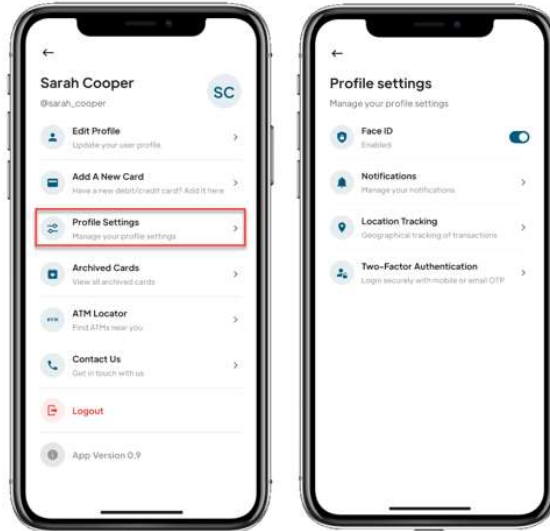 Sarah Cooper
SC
@sarah_cooper
Edit Profile
Update your user profile.
Add A New Card
Have a new debit/credit card? Add it here
Profile Settings
Manage your profile settings
Archived Cards
View all archived cards
ATM
ATM Locator
Find ATMs near you
Contact Us
Get in touch with us
Logout
App Version 0.9
Profile settings
Manage your profile settings
Face ID
Enabled
Notifications
Manage your notifications
Location Tracking
Geographical tracking of transactions
Two-Factor Authentication
Login securely with mobile or email OTP